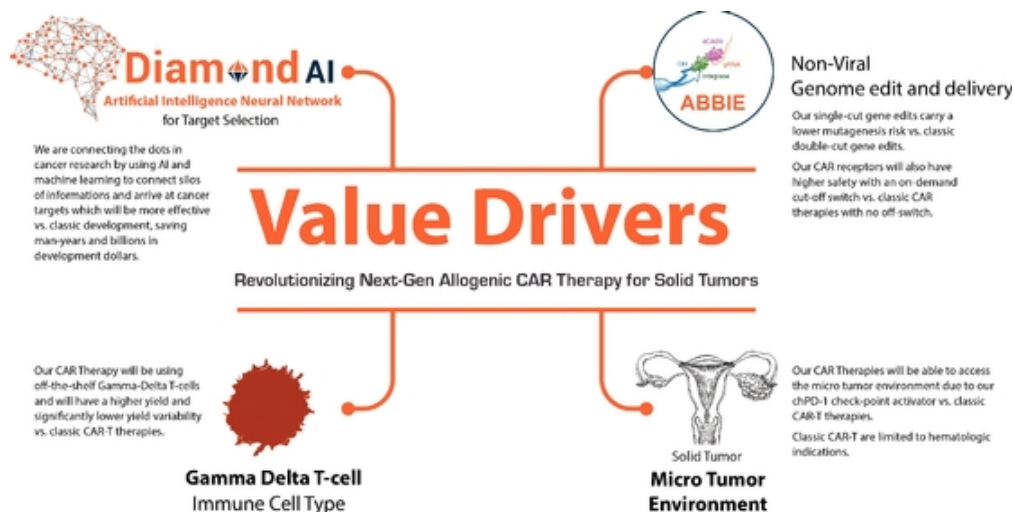 Diamond AI
Artificial Intelligence Neural Network
for Target Selection
We are connecting the dots in
cancer research by using AI and
machine learning to connect silos
of informations and arrive at cancer
targets which will be more effective
vs. classic development, saving
man-years and billions in
development dollars.
dCAS9
ON
gRNA
Integrase
ABBIE
Non-Viral
Genome edit and delivery
Our single-cut gene edits carry a
lower mutagenesis risk vs. classic
double-cut gene edits.
Our CAR receptors will also have
higher safety with an on-demand
cut-off switch vs. classic CAR
therapies with no off-switch.
Value Drivers
Revolutionizing Next-Gen Allogenic CAR Therapy for Solid Tumors
Our CAR Therapy will be using
off-the-shelf Gamma-Delta T-cells
and will have a higher yield and
significantly lower yield variability
vs. classic CAR-T therapies.
Gamma Delta T-cell
Immune Cell Type
Solid Tumor
Micro Tumor
Environment
Our CAR Therapies will be able to access
the micro tumor environment due to our
chPD-1 check-point activator vs. classic
CAR-T therapies.
Classic CAR-T are limited to hematologic
indications.